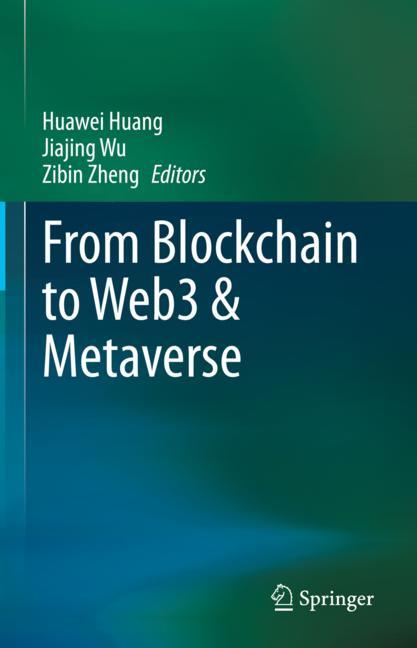 Huawei Huang
Jiajing Wu
Zibin Zheng Editors
From Blockchain
to Web3 &
Metaverse
Springer